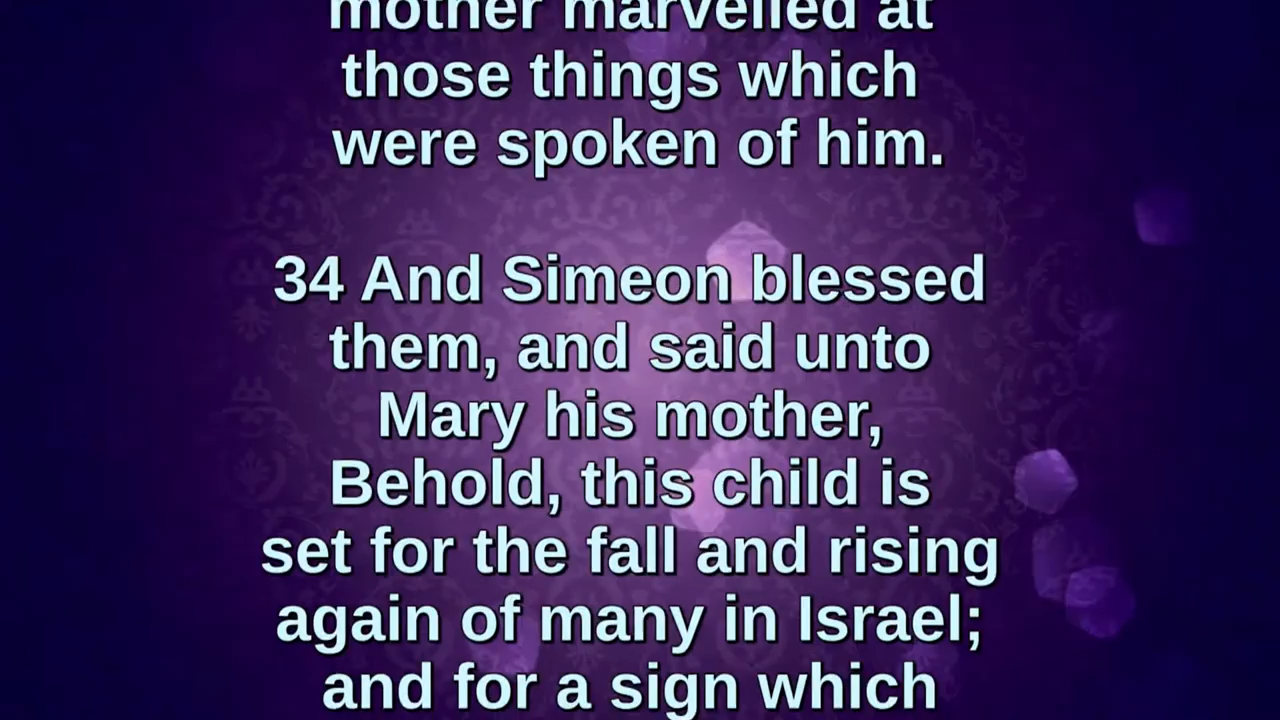 mother marvelled at
those things which
were spoken of him.
34 And Simeon blessed
them, and said unto
Mary his mother,
Behold, this child is
set for the fall and rising
again of many in Israel;
and for a sign which